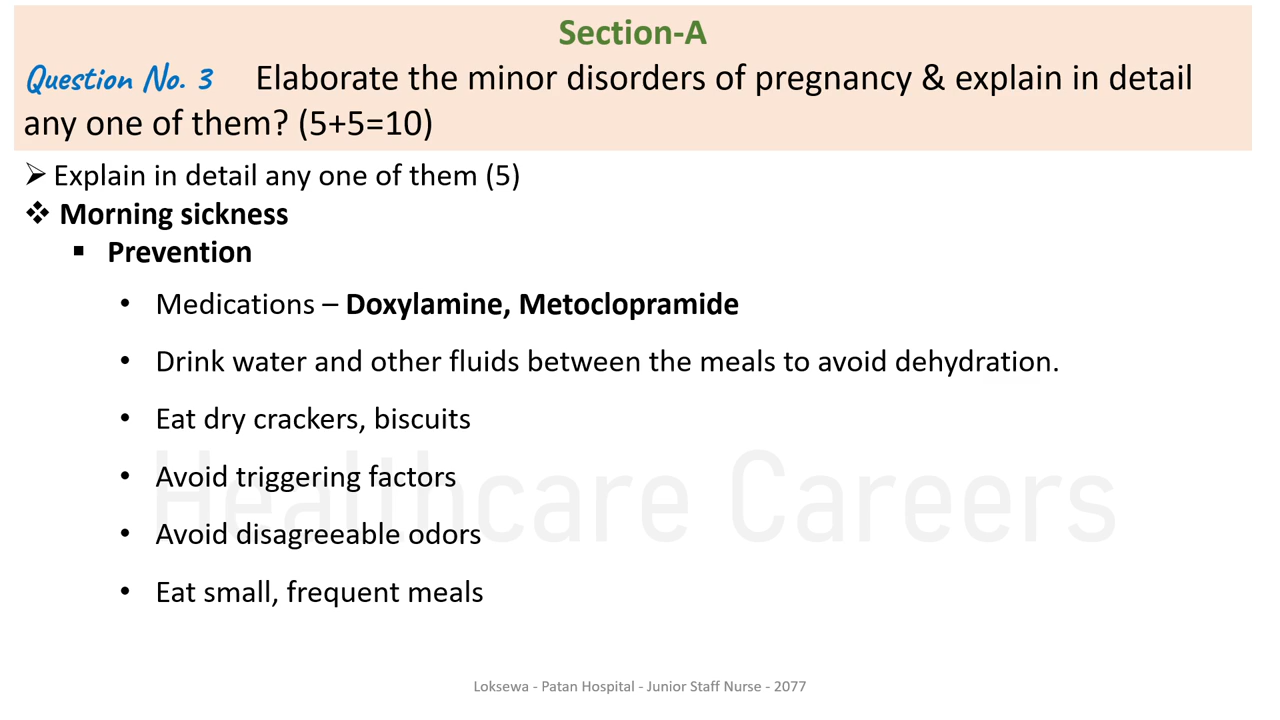 Section-A
Question No. 3 Elaborate the minor disorders of pregnancy & explain in detail
any one of them? (5+5=10)
➢ Explain in detail any one of them (5)
❖ Morning sickness
▪ Prevention
• Medications – Doxylamine, Metoclopramide
• Drink water and other fluids between the meals to avoid dehydration.
• Eat dry crackers, biscuits
• Avoid triggering factors
Healthcare Careers
• Avoid disagreeable odors
• Eat small, frequent meals
Loksewa - Patan Hospital - Junior Staff Nurse - 2077